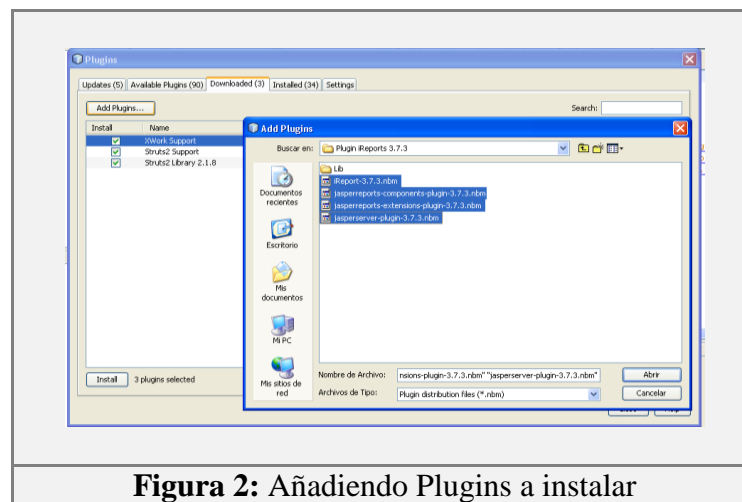 Plugins
Updates (5) Available Plugins (90) Downloaded (3) Installed (34) Settings
Add Plugins... Search:
Install Name
XWork Support
Struts2 Support
Struts2 Library 2.1.8
Install 3 plugins selected
Add Plugins
Buscar en: Plugin iReports 3.7.3
Lib
iReport-3.7.3.nbm
jasperreports-components-plugin-3.7.3.nbm
jasperreports-extensions-plugin-3.7.3.nbm
jasperserver-plugin-3.7.3.nbm
Documentos
recientes
Escritorio
Mis
documentos
Mi PC
Mis sitios de
red
Nombre de Archivo: nsions-plugin-3.7.3.nbm" "jasperserver-plugin-3.7.3.nbm" Abrir
Archivos de Tipo: Plugin distribution files (*.nbm) Cancelar
Figura 2: Añadiendo Plugins a instalar